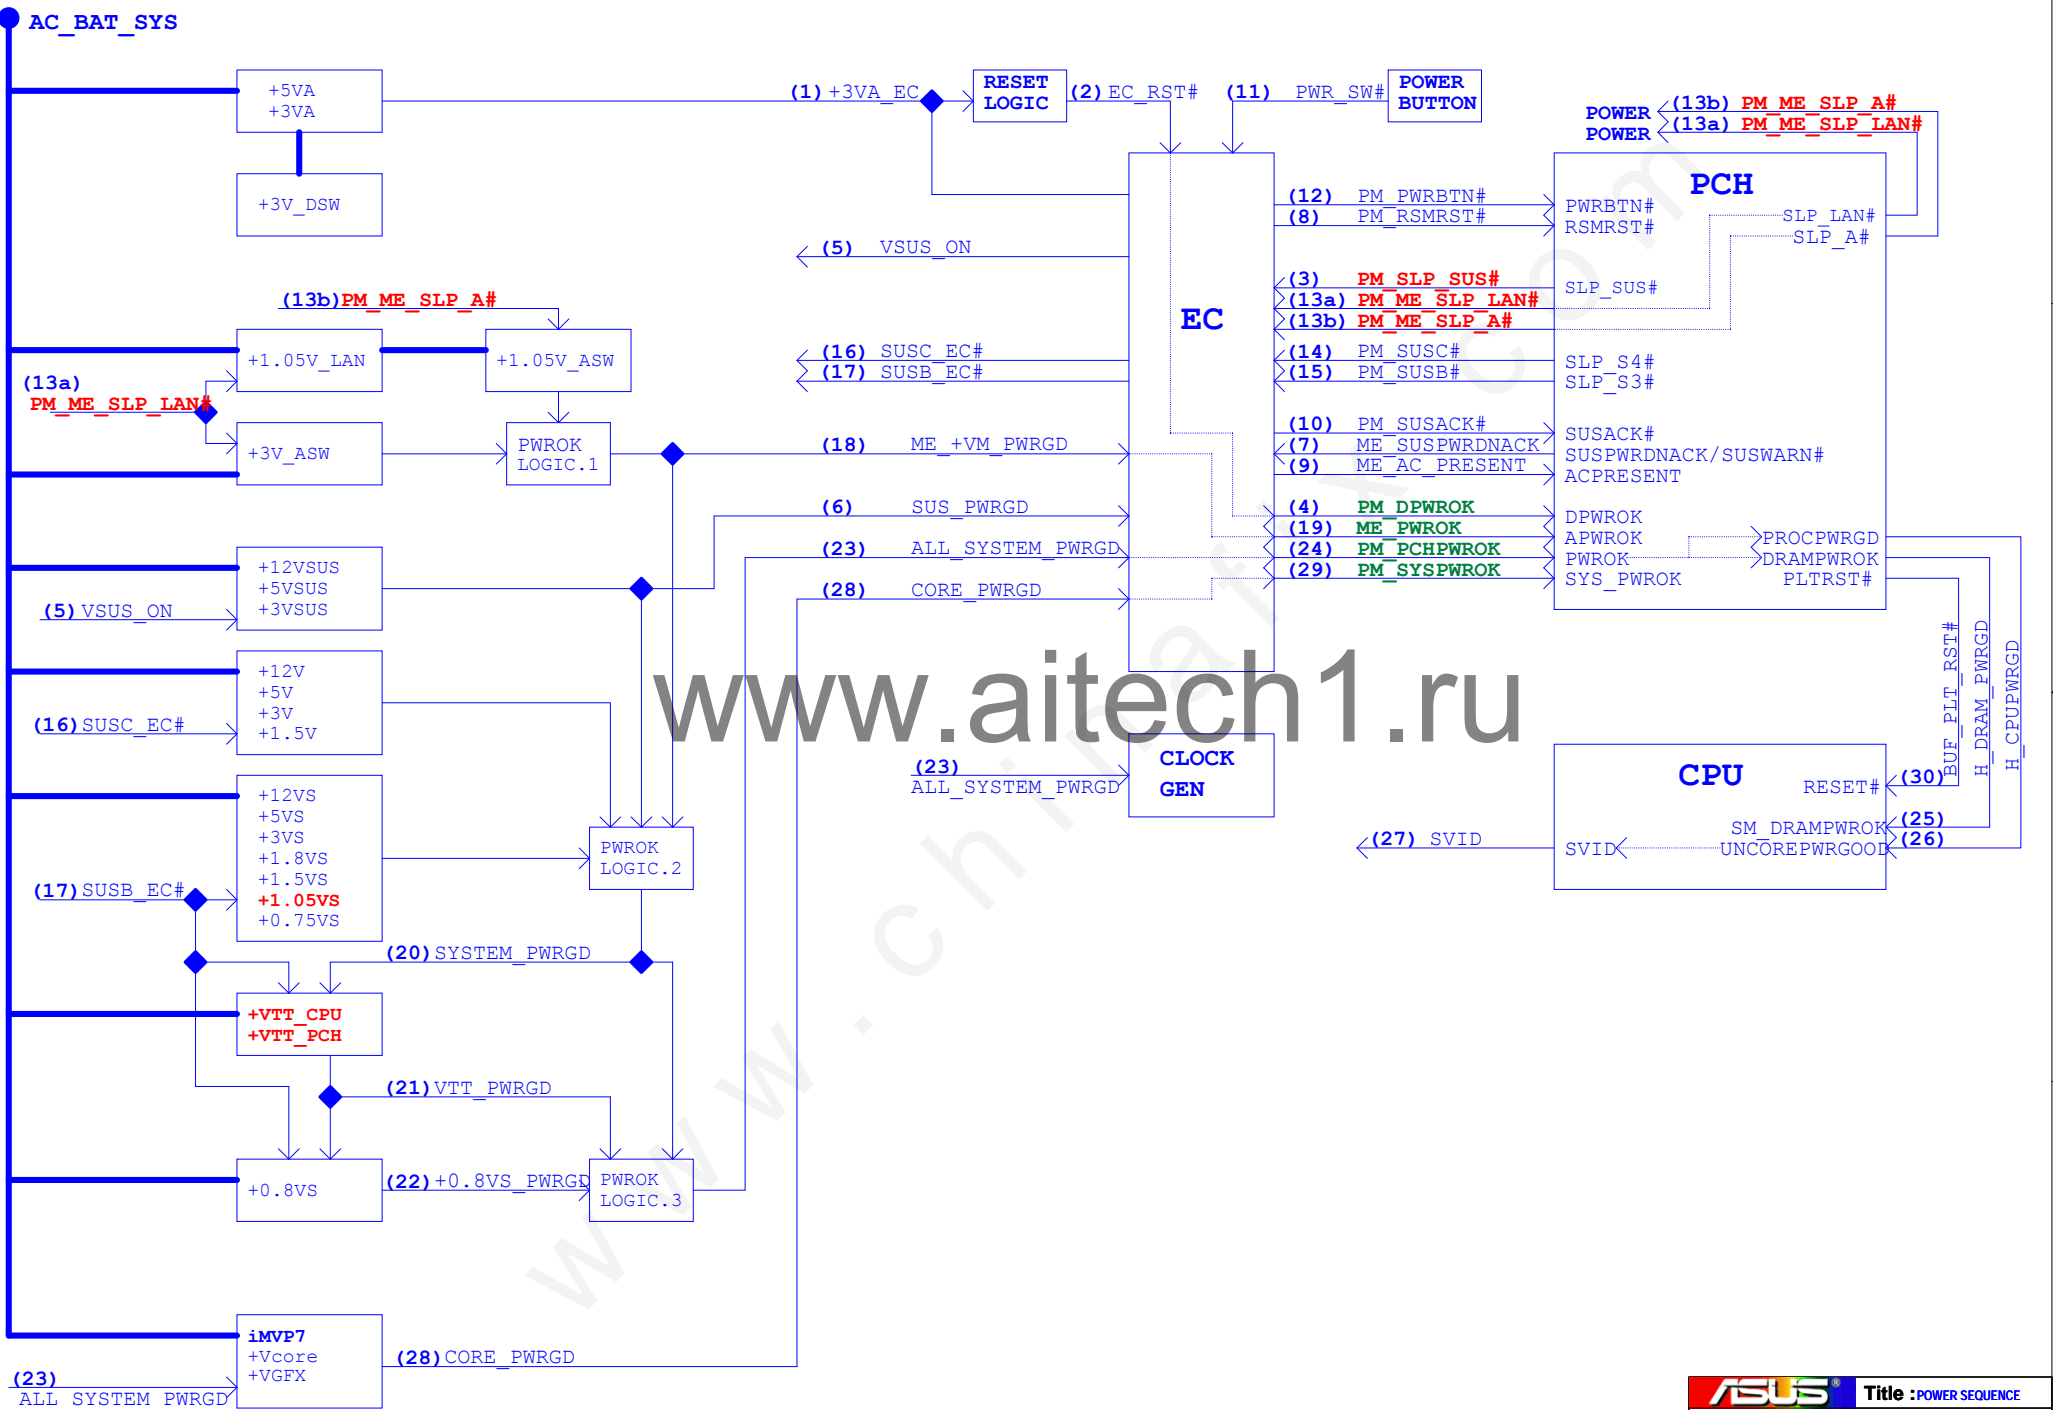 AC_BAT_SYS
+5VA
+3VA
+3V_DSW
(1) +3VA_EC
RESET
LOGIC
(2) EC_RST#
(11) PWR_SW#
POWER
BUTTON
POWER (13b) PM_ME_SLP_A#
POWER (13a) PM_ME_SLP_LAN#
PCH
EC
(12) PM_PWRBTN#
(8) PM_RSMRST#
PWRBTN#
RSMRST#
SLP_LAN#
SLP_A#
(5) VSUS_ON
(3) PM_SLP_SUS#
(13a) PM_ME_SLP_LAN#
(13b) PM_ME_SLP_A#
SLP_SUS#
(13b) PM_ME_SLP_A#
+1.05V_LAN
+1.05V_ASW
(13a)
PM_ME_SLP_LAN#
+3V_ASW
PWROK
LOGIC.1
(16) SUSC_EC#
(17) SUSB_EC#
(14) PM_SUSC#
(15) PM_SUSB#
SLP_S4#
SLP_S3#
(18) ME_+VM_PWRGD
(10) PM_SUSACK#
(7) ME_SUSPWRDNACK
(9) ME_AC_PRESENT
SUSACK#
SUSPWRDNACK/SUSWARN#
ACPRESENT
(6) SUS_PWRGD
(23) ALL_SYSTEM_PWRGD
(28) CORE_PWRGD
(4) PM_DPWROK
(19) ME_PWROK
(24) PM_PCHPWROK
(29) PM_SYSPWROK
DPWROK
APWROK
PWROK
SYS_PWROK
PROCPWRGD
DRAMPWROK
PLTRST#
+12VSUS
+5VSUS
+3VSUS
(5) VSUS_ON
+12V
+5V
+3V
+1.5V
(16) SUSC_EC#
+12VS
+5VS
+3VS
+1.8VS
+1.5VS
+1.05VS
+0.75VS
(17) SUSB_EC#
PWROK
LOGIC.2
www.aitech1.ru
www.chinafix.com
CLOCK
GEN
(23)
ALL_SYSTEM_PWRGD
BUF_PLT_RST#
H_DRAM_PWRGD
H_CPUPWRGD
CPU
RESET# (30)
SM_DRAMPWROK (25)
UNCOREPWRGOOD (26)
SVID
(27) SVID
(20) SYSTEM_PWRGD
+VTT_CPU
+VTT_PCH
(21) VTT_PWRGD
+0.8VS
(22) +0.8VS_PWRGD
PWROK
LOGIC.3
iMVP7
+Vcore
+VGFX
(28) CORE_PWRGD
(23)
ALL_SYSTEM_PWRGD
ASUS®
Title : POWER SEQUENCE